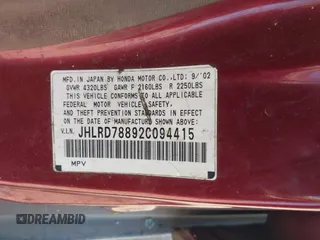 MFD. IN JAPAN BY HONDA MOTOR CO.,LTD. 9/'02
GVWR 4320LBS GAWR F 2160LBS R 2250LBS
THIS VEHICLE CONFORMS TO ALL APPLICABLE
FEDERAL MOTOR VEHICLE SAFETY, BUMPER,
AND THEFT PREVENTION STANDARDS IN EFFECT
ON THE DATE OF MANUFACTURE SHOWN ABOVE.
V.I.N. JHLRD78892C094415
MPV
DREAMBID